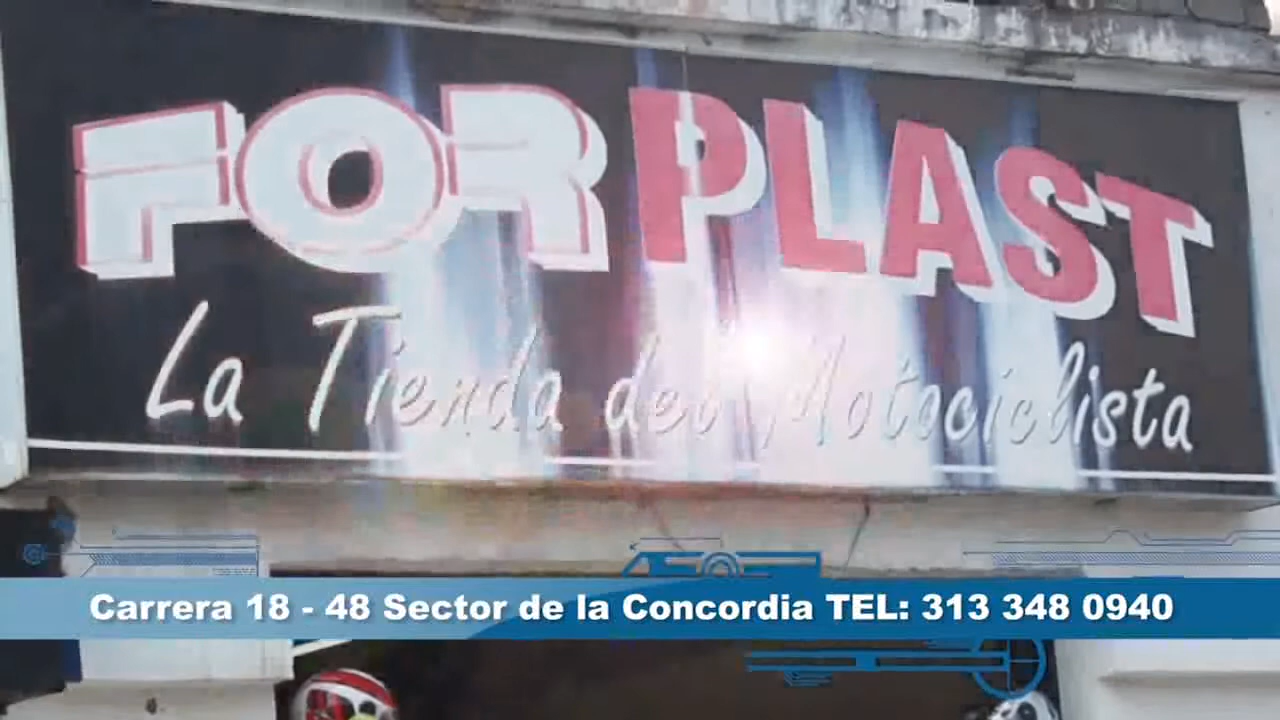 FORPLAST
La Tienda del Motociclista
Carrera 18 - 48 Sector de la Concordia TEL: 313 348 0940